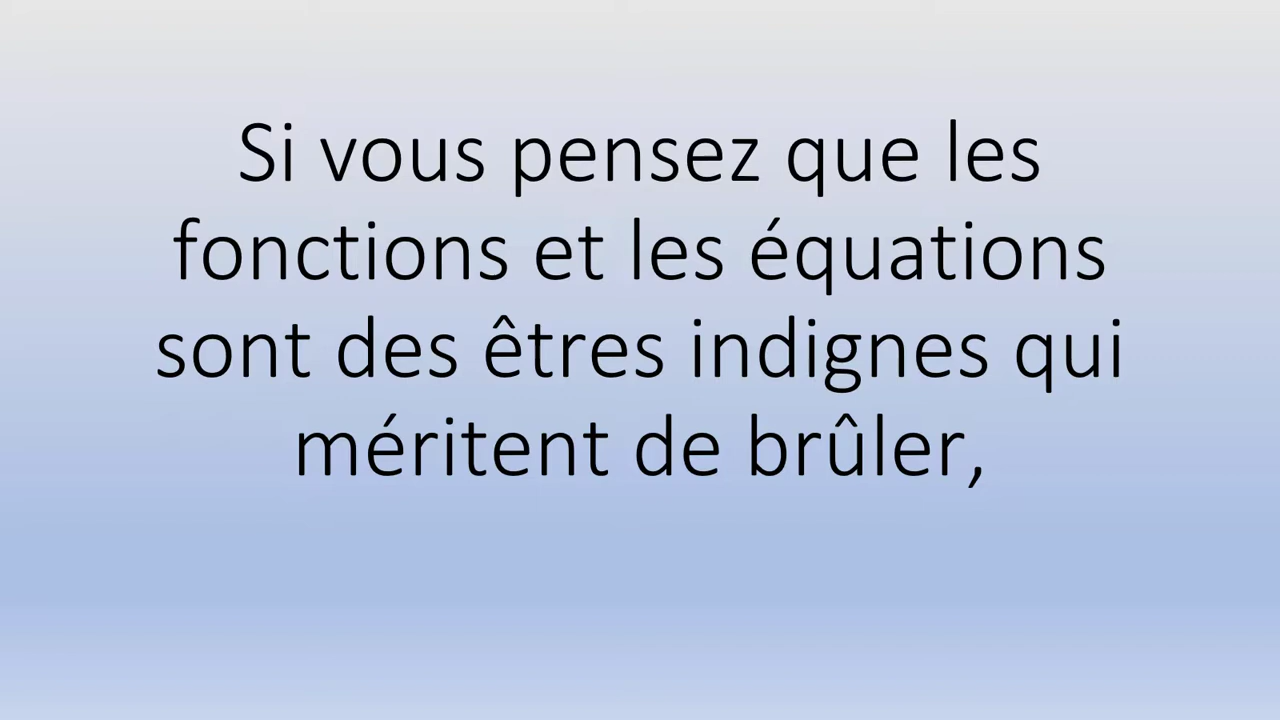 Si vous pensez que les
fonctions et les équations
sont des êtres indignes qui
méritent de brûler,